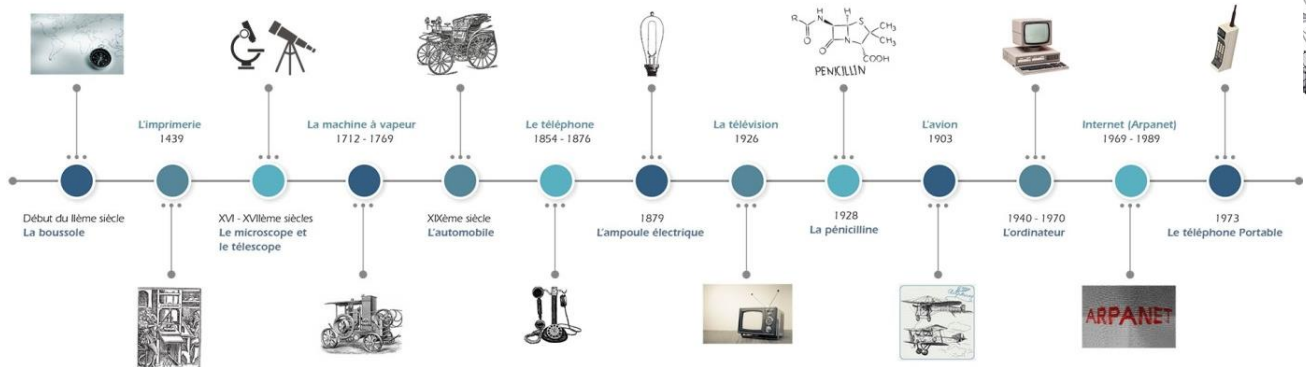 R
H
N
H
S
CH₃
CH₃
O
O
N
COOH
PENICILLIN
L'imprimerie
1439
La machine à vapeur
1712 - 1769
Le téléphone
1854 - 1876
La télévision
1926
L'avion
1903
Internet (Arpanet)
1969 - 1989
Début du IIème siècle
La boussole
XVI - XVIIème siècles
Le microscope et
le télescope
XIXème siècle
L'automobile
1879
L'ampoule électrique
1928
La pénicilline
1940 - 1970
L'ordinateur
1973
Le téléphone Portable
ARPANET